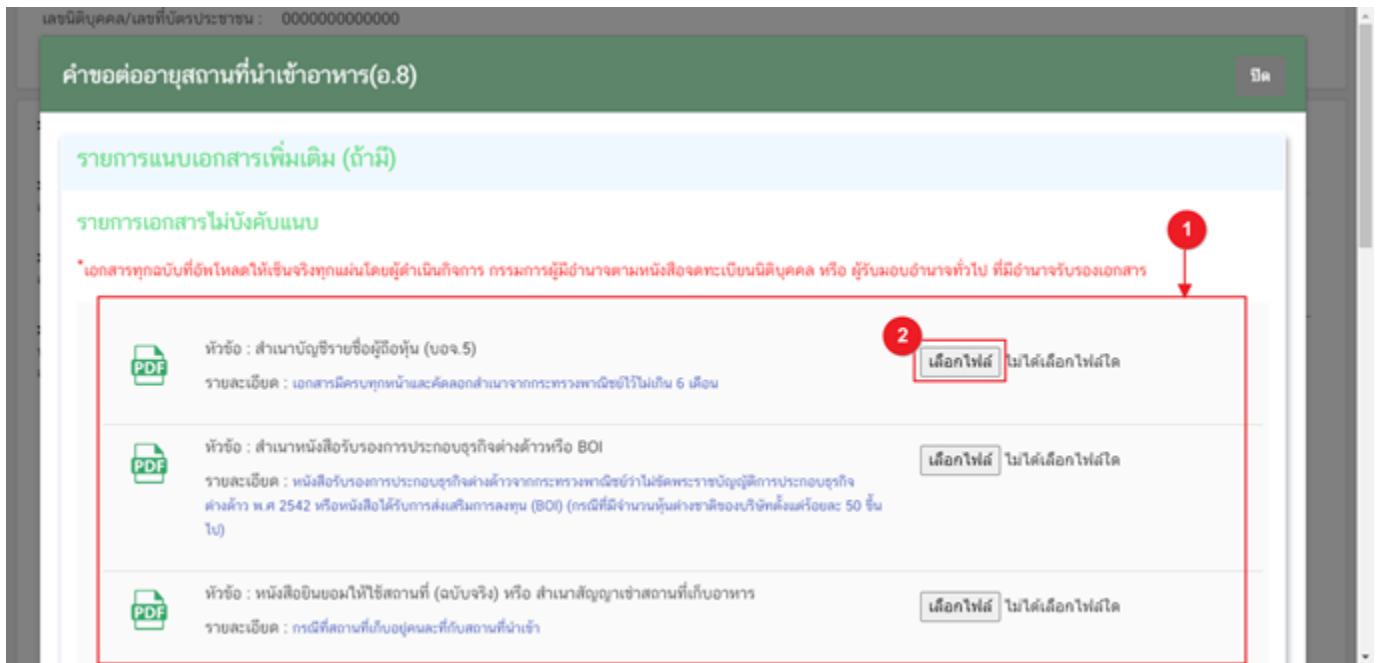 เลขนิติบุคคล/เลขที่บัตรประชาชน : 0000000000000
คำขอต่ออายุสถานที่นำเข้าอาหาร(อ.8)
ปิด
รายการแนบเอกสารเพิ่มเติม (ถ้ามี)
รายการเอกสารไม่บังคับแนบ
1
*เอกสารทุกฉบับที่อัพโหลดให้เซ็นจริงทุกแผ่นโดยผู้ดำเนินกิจการ กรรมการผู้มีอำนาจตามหนังสือจดทะเบียนนิติบุคคล หรือ ผู้รับมอบอำนาจทั่วไป ที่มีอำนาจรับรองเอกสาร
2
PDF
หัวข้อ : สำเนาบัญชีรายชื่อผู้ถือหุ้น (บอจ.5)
เลือกไฟล์ ไม่ได้เลือกไฟล์ใด
รายละเอียด : เอกสารมีครบทุกหน้าและคัดลอกสำเนาจากกระทรวงพาณิชย์ไว้ไม่เกิน 6 เดือน
PDF
หัวข้อ : สำเนาหนังสือรับรองการประกอบธุรกิจต่างด้าวหรือ BOI
เลือกไฟล์ ไม่ได้เลือกไฟล์ใด
รายละเอียด : หนังสือรับรองการประกอบธุรกิจต่างด้าวจากกระทรวงพาณิชย์ว่าไม่ขัดพระราชบัญญัติการประกอบธุรกิจ
ต่างด้าว พ.ศ 2542 หรือหนังสือได้รับการส่งเสริมการลงทุน (BOI) (กรณีที่มีจำนวนหุ้นต่างชาติของบริษัทตั้งแต่ร้อยละ 50 ขึ้น
ไป)
PDF
หัวข้อ : หนังสือยินยอมให้ใช้สถานที่ (ฉบับจริง) หรือ สำเนาสัญญาเช่าสถานที่เก็บอาหาร
เลือกไฟล์ ไม่ได้เลือกไฟล์ใด
รายละเอียด : กรณีที่สถานที่เก็บอยู่คนละที่กับสถานที่นำเข้า